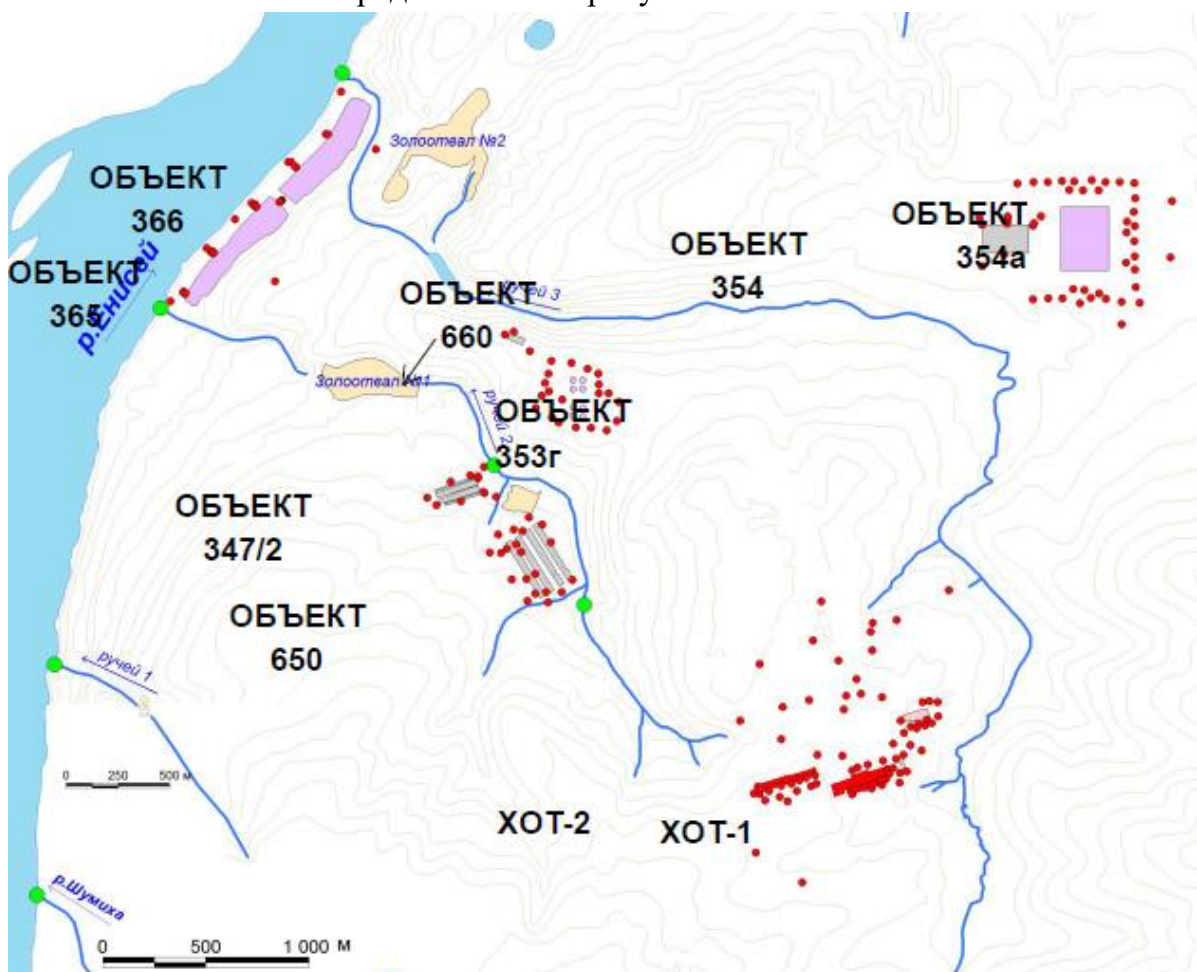 Золоотвал №2
ОБЪЕКТ
366
ОБЪЕКТ
354а
ОБЪЕКТ
354
ОБЪЕКТ
365
р.Енисей
ручей 3
ОБЪЕКТ
660
Золоотвал №1
ручей 2
ОБЪЕКТ
353г
ОБЪЕКТ
347/2
ОБЪЕКТ
650
ручей 1
0 250 500 м
ХОТ-2
ХОТ-1
р.Шумиха
0 500 1 000 м